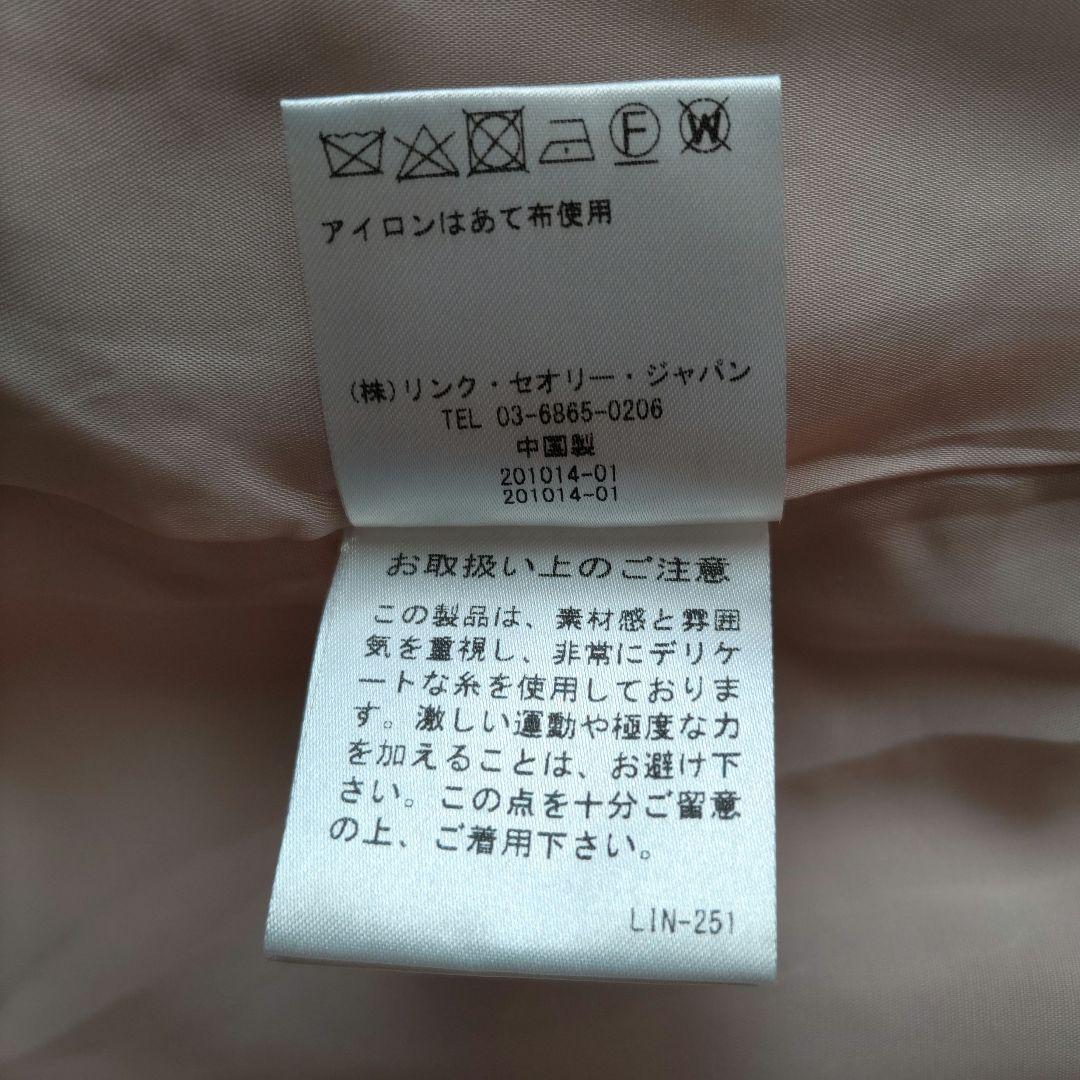 F W
アイロンはあて布使用
(株)リンク・セオリー・ジャパン
TEL 03-6865-0206
中国製
201014-01
201014-01
お取扱い上のご注意
この製品は、素材感と雰囲
気を重視し、非常にデリケ
ートな糸を使用しておりま
す。激しい運動や極度な力
を加えることは、お避け下
さい。この点を十分ご留意
の上、ご着用下さい。
LIN-251